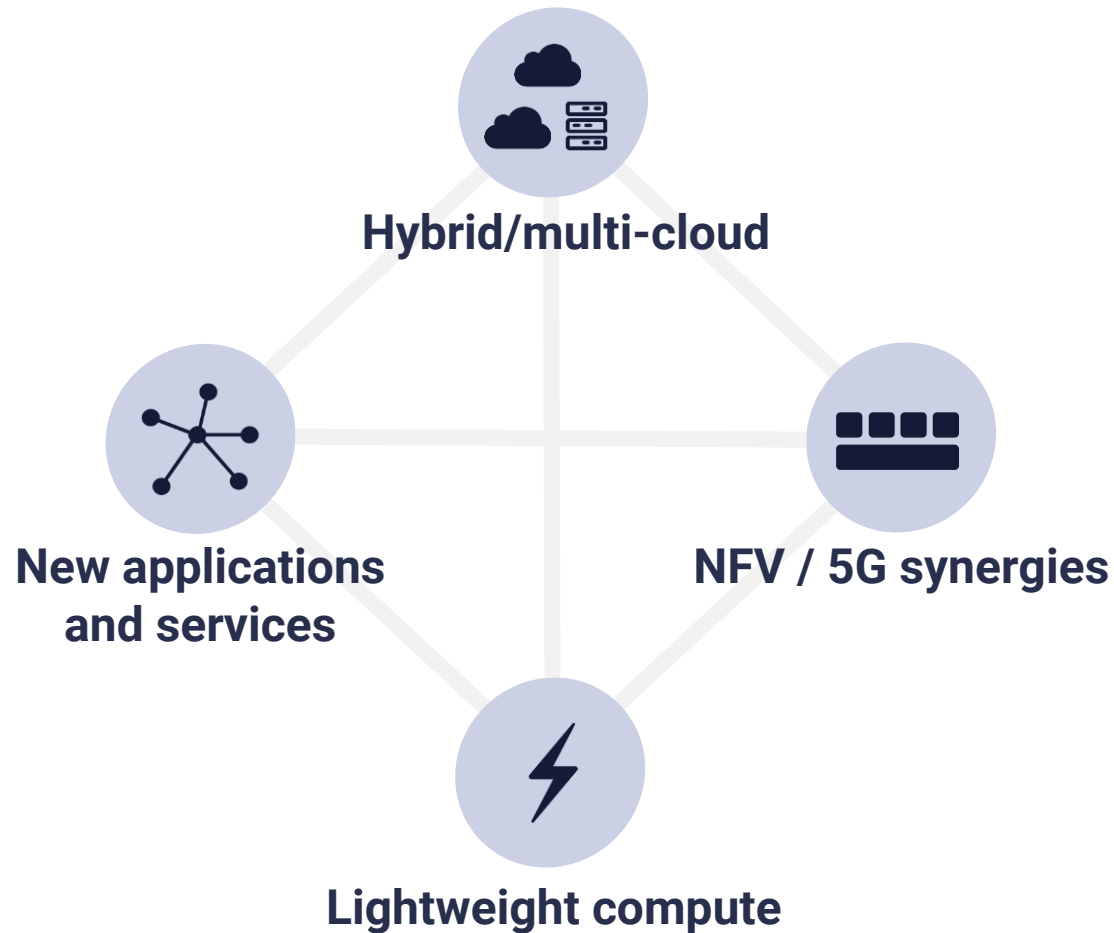 Hybrid/multi-cloud
New applications
and services
NFV / 5G synergies
Lightweight compute